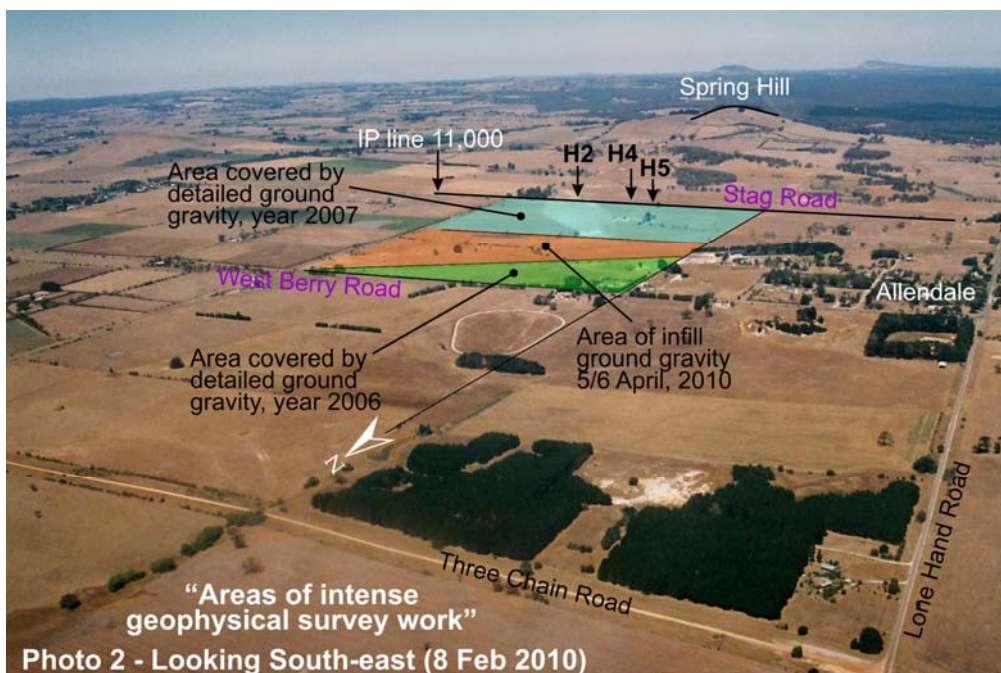 Spring Hill
IP line 11,000
H2
H4
H5
Area covered by
detailed ground
gravity, year 2007
Stag Road
West Berry Road
Allendale
Area covered by
detailed ground
gravity, year 2006
Area of infill
ground gravity
5/6 April, 2010
N
Three Chain Road
Lone Hand Road
“Areas of intense
geophysical survey work”
Photo 2 - Looking South-east (8 Feb 2010)